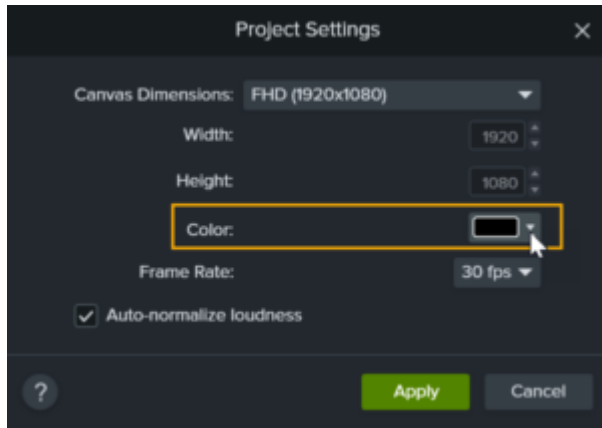 Project Settings
Canvas Dimensions: FHD (1920x1080)
Width: 1920
Height: 1080
Color:
Frame Rate: 30 fps
Auto-normalize loudness
? Apply Cancel